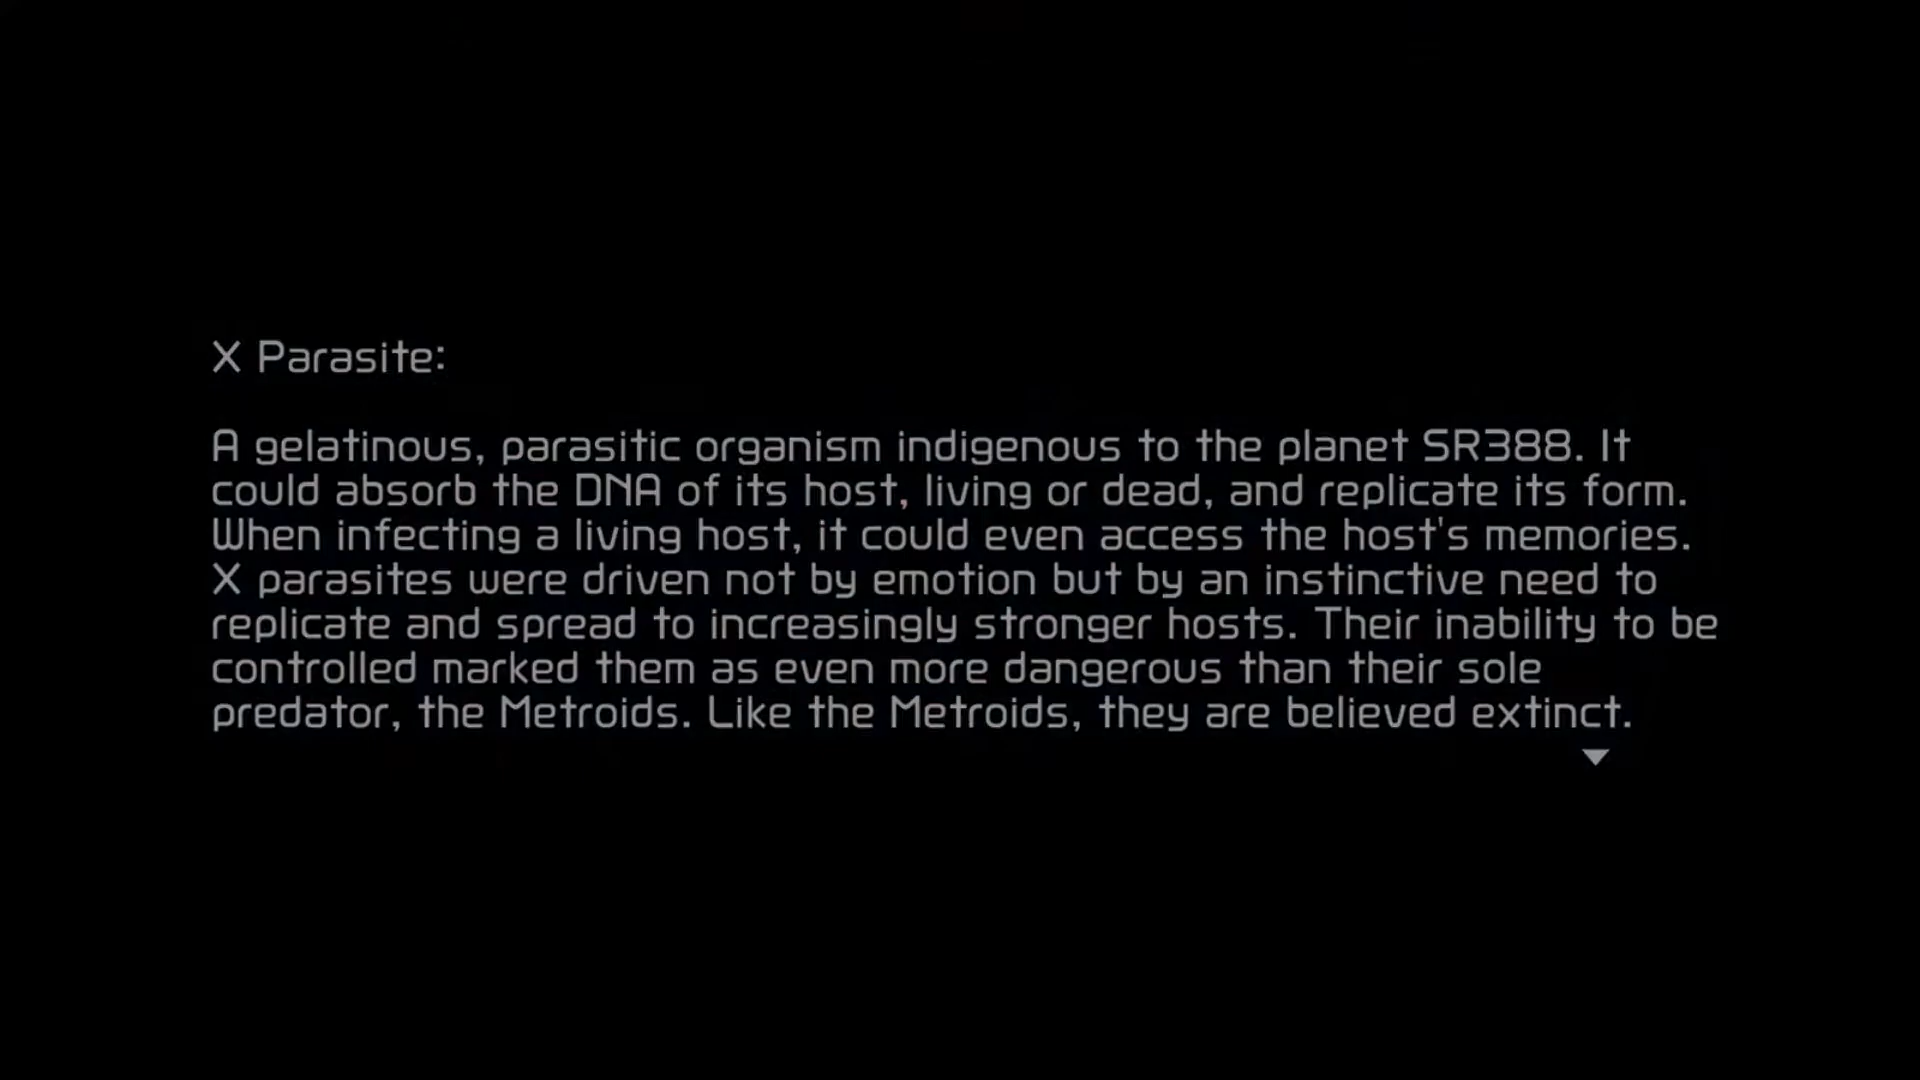 X Parasite:
A gelatinous, parasitic organism indigenous to the planet SR388. It
could absorb the DNA of its host, living or dead, and replicate its form.
When infecting a living host, it could even access the host's memories.
X parasites were driven not by emotion but by an instinctive need to
replicate and spread to increasingly stronger hosts. Their inability to be
controlled marked them as even more dangerous than their sole
predator, the Metroids. Like the Metroids, they are believed extinct.